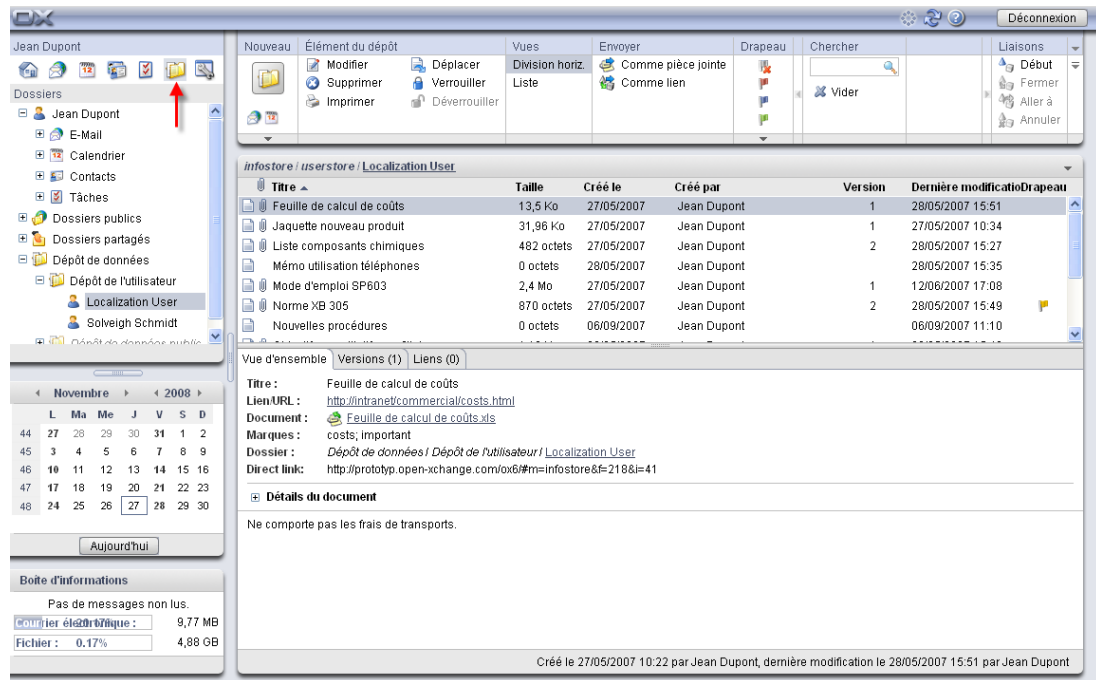 OX
Déconnexion
Jean Dupont
Dossiers
Jean Dupont
E-Mail
Calendrier
Contacts
Tâches
Dossiers publics
Dossiers partagés
Dépôt de données
Dépôt de l'utilisateur
Localization User
Solveigh Schmidt
Dépôt de données public
Novembre 2008
L Ma Me J V S D
44 27 28 29 30 31 1 2
45 3 4 5 6 7 8 9
46 10 11 12 13 14 15 16
47 17 18 19 20 21 22 23
48 24 25 26 27 28 29 30
Aujourd'hui
Boîte d'informations
Pas de messages non lus.
Courrier électronique : 9,77 MB
Fichier : 0.17% 4,88 GB
Nouveau Élément du dépôt Vues Envoyer Drapeau Chercher Liaisons
Modifier Déplacer Division horiz. Comme pièce jointe Début
Supprimer Verrouiller Liste Comme lien Fermer
Imprimer Déverrouiller Vider Aller à
Annuler
infostore / userstore / Localization User
Titre Taille Créé le Créé par Version Dernière modificatioDrapeau
Feuille de calcul de coûts 13,5 Ko 27/05/2007 Jean Dupont 1 28/05/2007 15:51
Jaquette nouveau produit 31,96 Ko 27/05/2007 Jean Dupont 1 27/05/2007 10:34
Liste composants chimiques 482 octets 27/05/2007 Jean Dupont 2 28/05/2007 15:27
Mémo utilisation téléphones 0 octets 28/05/2007 Jean Dupont 28/05/2007 15:35
Mode d'emploi SP603 2,4 Mo 27/05/2007 Jean Dupont 1 12/06/2007 17:08
Norme XB 305 870 octets 27/05/2007 Jean Dupont 2 28/05/2007 15:49
Nouvelles procédures 0 octets 06/09/2007 Jean Dupont 06/09/2007 11:10
Vue d'ensemble Versions (1) Liens (0)
Titre : Feuille de calcul de coûts
Lien/URL : http://intranet/commercial/costs.html
Document : Feuille de calcul de coûts.xls
Marques : costs; important
Dossier : Dépôt de données / Dépôt de l'utilisateur / Localization User
Direct link: http://prototyp.open-xchange.com/ox6/#m=infostore&f=218&i=41
Détails du document
Ne comporte pas les frais de transports.
Créé le 27/05/2007 10:22 par Jean Dupont, dernière modification le 28/05/2007 15:51 par Jean Dupont